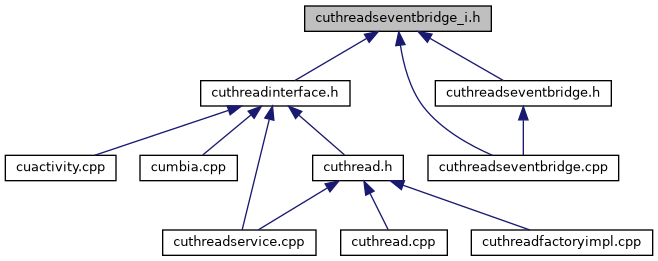 cuthreadseventbridge_i.h
cuthreadinterface.h
cuthreadseventbridge.h
cuactivity.cpp
cumbia.cpp
cuthread.h
cuthreadseventbridge.cpp
cuthreadservice.cpp
cuthread.cpp
cuthreadfactoryimpl.cpp